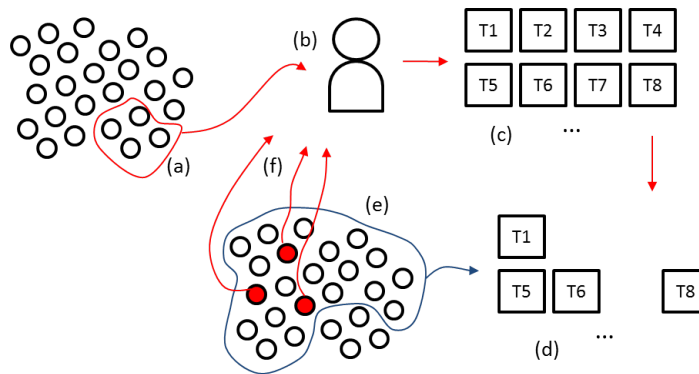 (b)
T1 T2 T3 T4
T5 T6 T7 T8
(a)
(c)
...
(f)
(e)
T1
T5 T6 T8
...
(d)